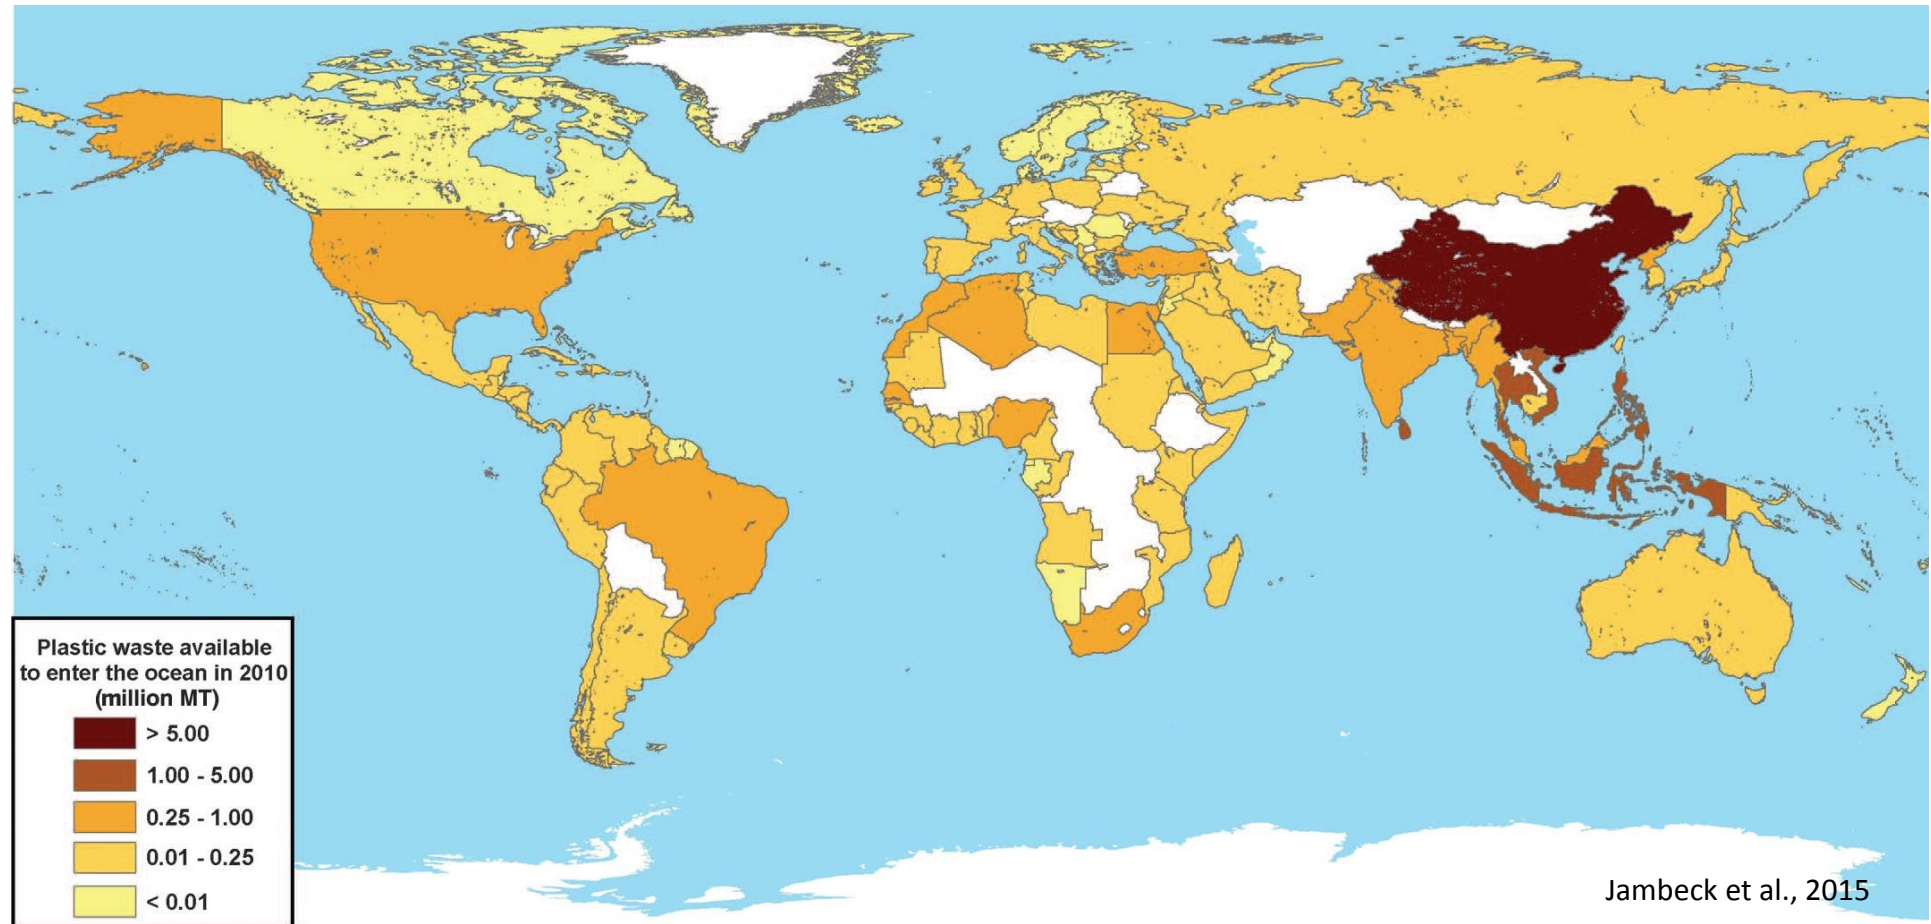 Plastic waste available
to enter the ocean in 2010
(million MT)
> 5.00
1.00 - 5.00
0.25 - 1.00
0.01 - 0.25
< 0.01
Jambeck et al., 2015